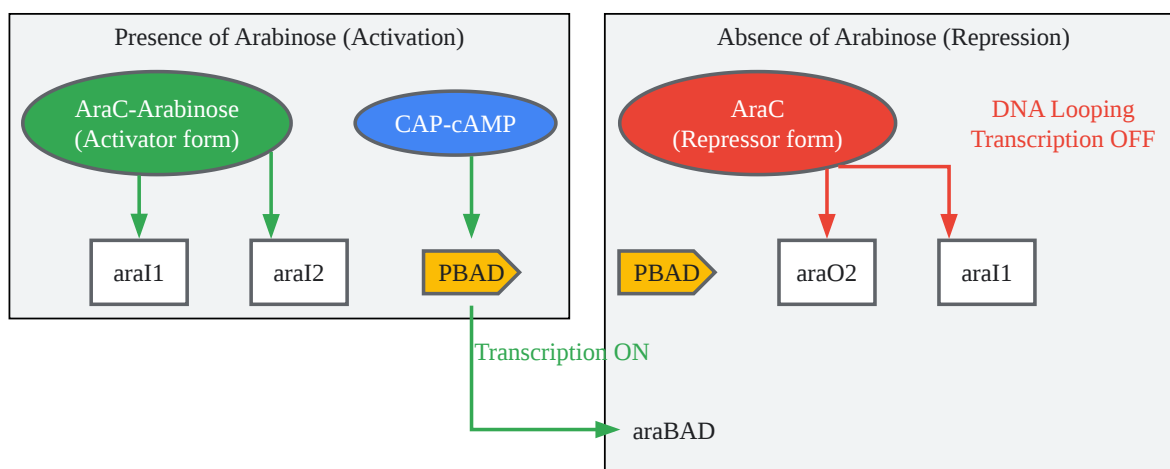 Presence of Arabinose (Activation)
AraC-Arabinose
(Activator form)
CAP-cAMP
araI1
araI2
PBAD
Transcription ON
araBAD
Absence of Arabinose (Repression)
AraC
(Repressor form)
DNA Looping
Transcription OFF
PBAD
araO2
araI1